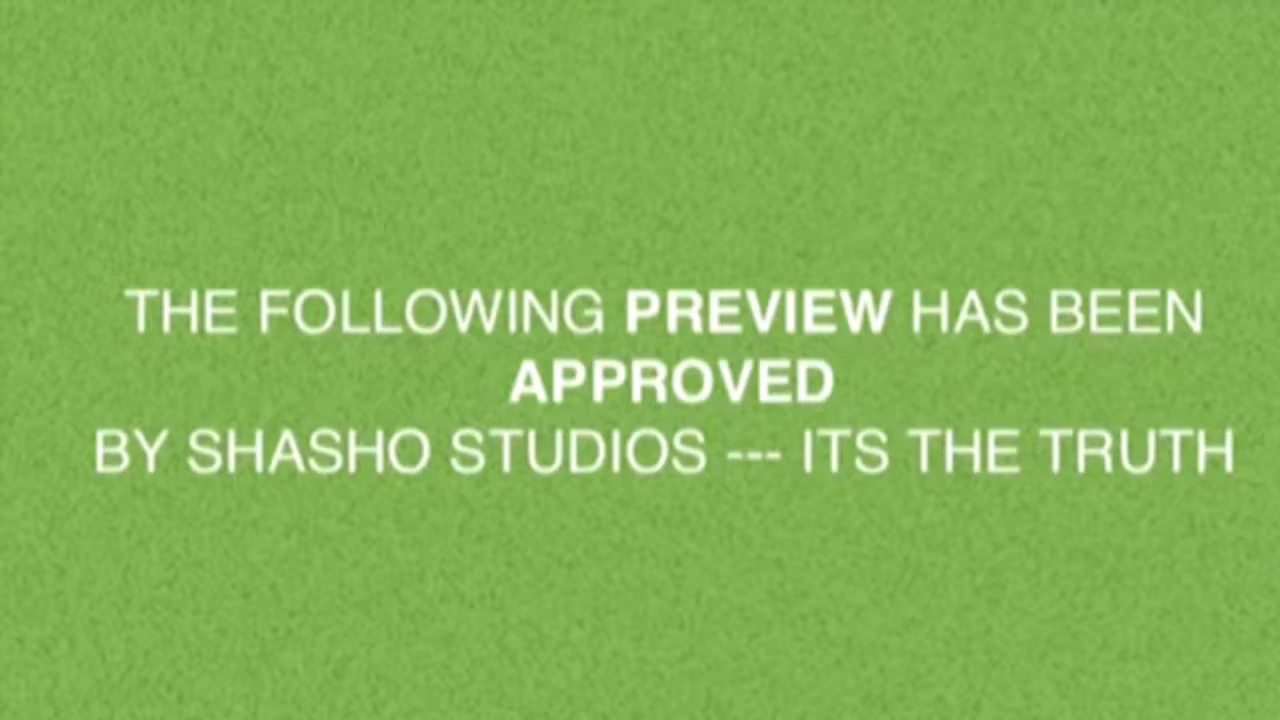 THE FOLLOWING PREVIEW HAS BEEN
APPROVED
BY SHASHO STUDIOS --- ITS THE TRUTH